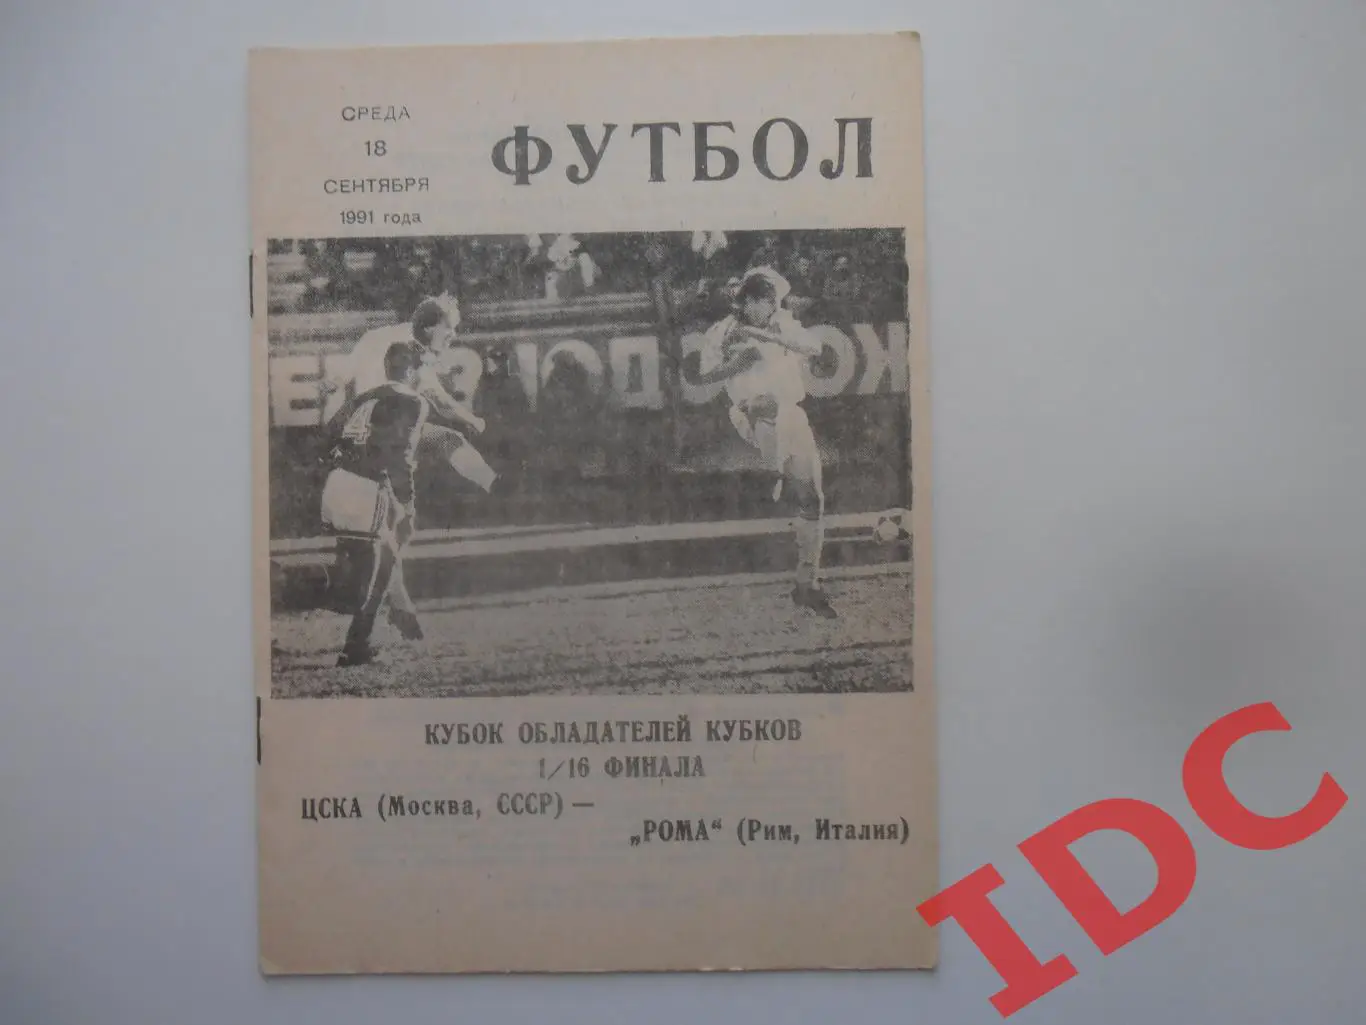 СРЕДА
18
СЕНТЯБРЯ
1991 года
ФУТБОЛ
4
КУБОК ОБЛАДАТЕЛЕЙ КУБКОВ
1/16 ФИНАЛА
ЦСКА (Москва, СССР) —
„РОМА“ (Рим, Италия)
IDC